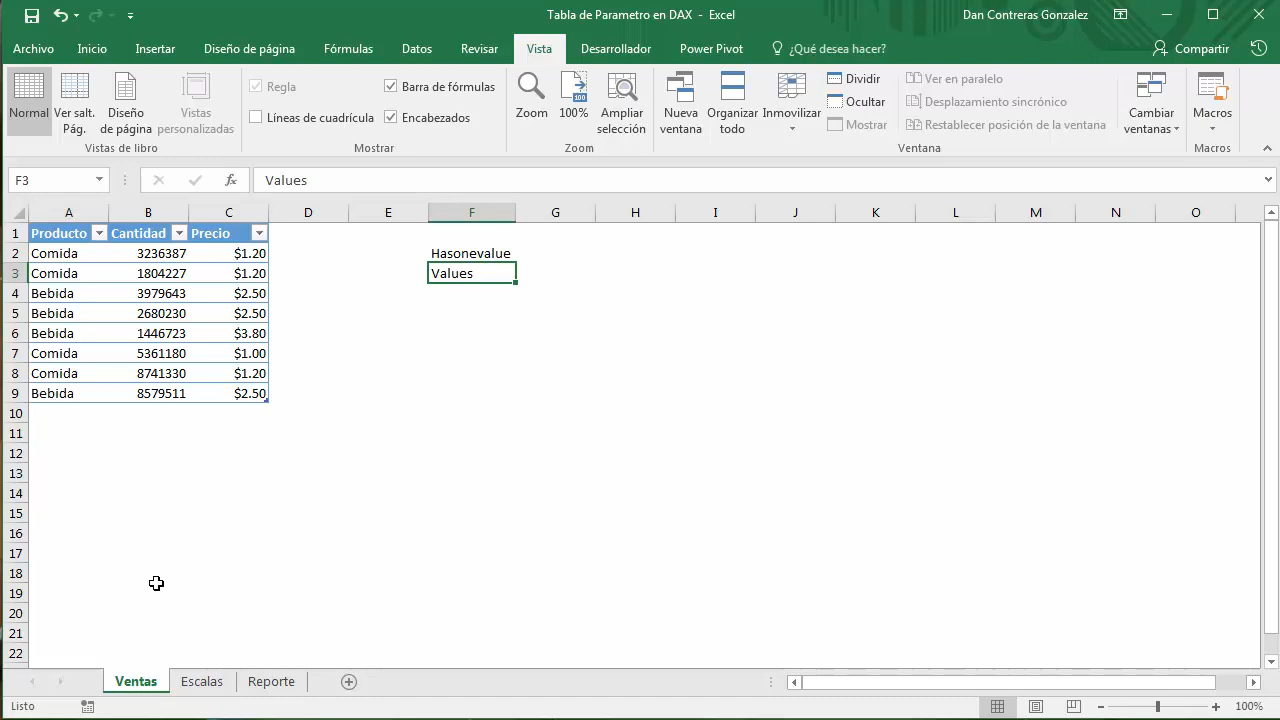 Tabla de Parametro en DAX - Excel
Dan Contreras Gonzalez
Archivo Inicio Insertar Diseño de página Fórmulas Datos Revisar Vista Desarrollador Power Pivot ¿Qué desea hacer? Compartir
Normal
Ver salt. Pág.
Diseño de página
Vistas personalizadas
Vistas de libro
Regla
Barra de fórmulas
Líneas de cuadrícula
Encabezados
Mostrar
Zoom
100
100%
Ampliar selección
Zoom
Nueva ventana
Organizar todo
Inmovilizar
Dividir
Ocultar
Mostrar
Ver en paralelo
Desplazamiento sincrónico
Restablecer posición de la ventana
Cambiar ventanas
Ventana
Macros
Macros
F3 fx Values
A B C D E F G H I J K L M N O
1 Producto Cantidad Precio
2 Comida 3236387 $1.20 Hasonevalue
3 Comida 1804227 $1.20 Values
4 Bebida 3979643 $2.50
5 Bebida 2680230 $2.50
6 Bebida 1446723 $3.80
7 Comida 5361180 $1.00
8 Comida 8741330 $1.20
9 Bebida 8579511 $2.50
10
11
12
13
14
15
16
17
18
19
20
21
22
Ventas Escalas Reporte
Listo 100%